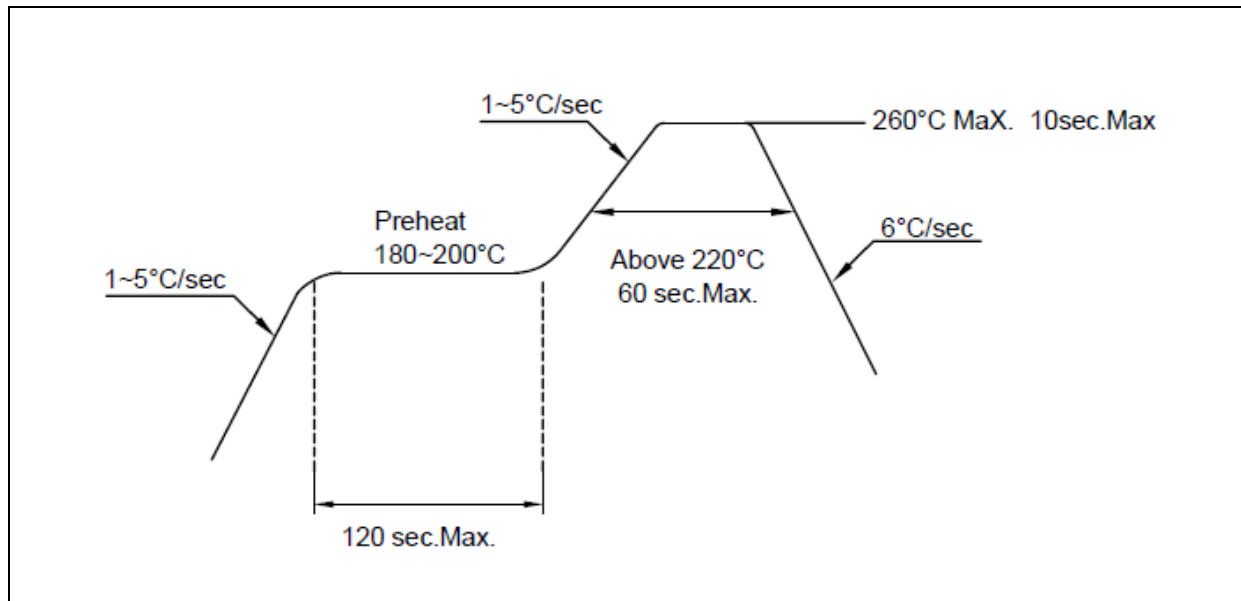 1~5°C/sec
260°C MaX.  10sec.Max
Preheat
180~200°C
6°C/sec
Above 220°C
60 sec.Max.
1~5°C/sec
120 sec.Max.